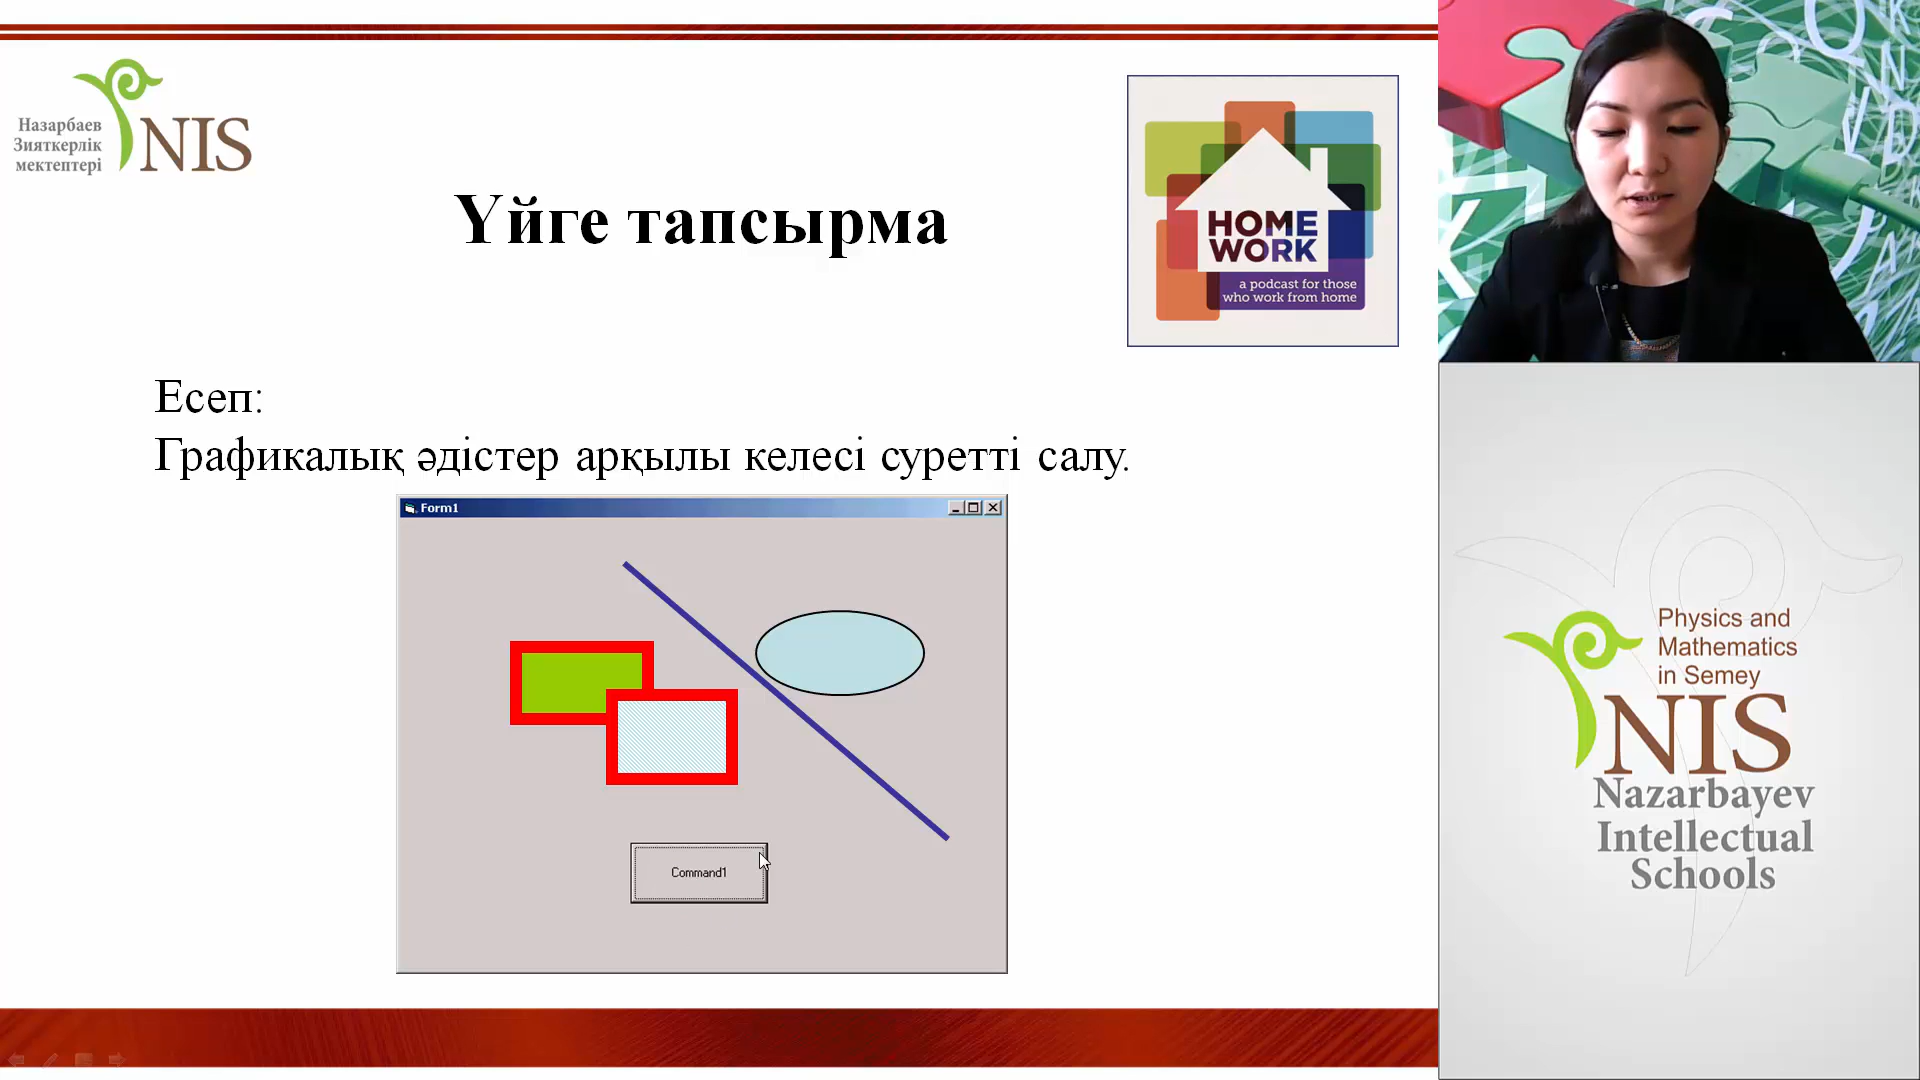 Назарбаев
Зияткерлік
мектептері
NIS
Үйге тапсырма
HOME
WORK
a podcast for those
who work from home
Есеп:
Графикалық әдістер арқылы келесі суретті салу.
Form1
Command1
Physics and
Mathematics
in Semey
NIS
Nazarbayev
Intellectual
Schools